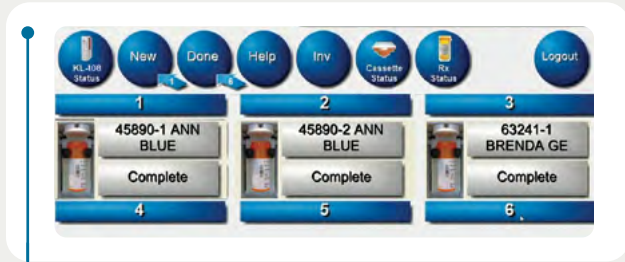 KL-108
Status
New
1
Done
6
Help
Inv
Cassette
Status
Rx
Status
Logout
1
2
3
45890-1 ANN
BLUE
Complete
45890-2 ANN
BLUE
Complete
63241-1
BRENDA GE
Complete
4
5
6